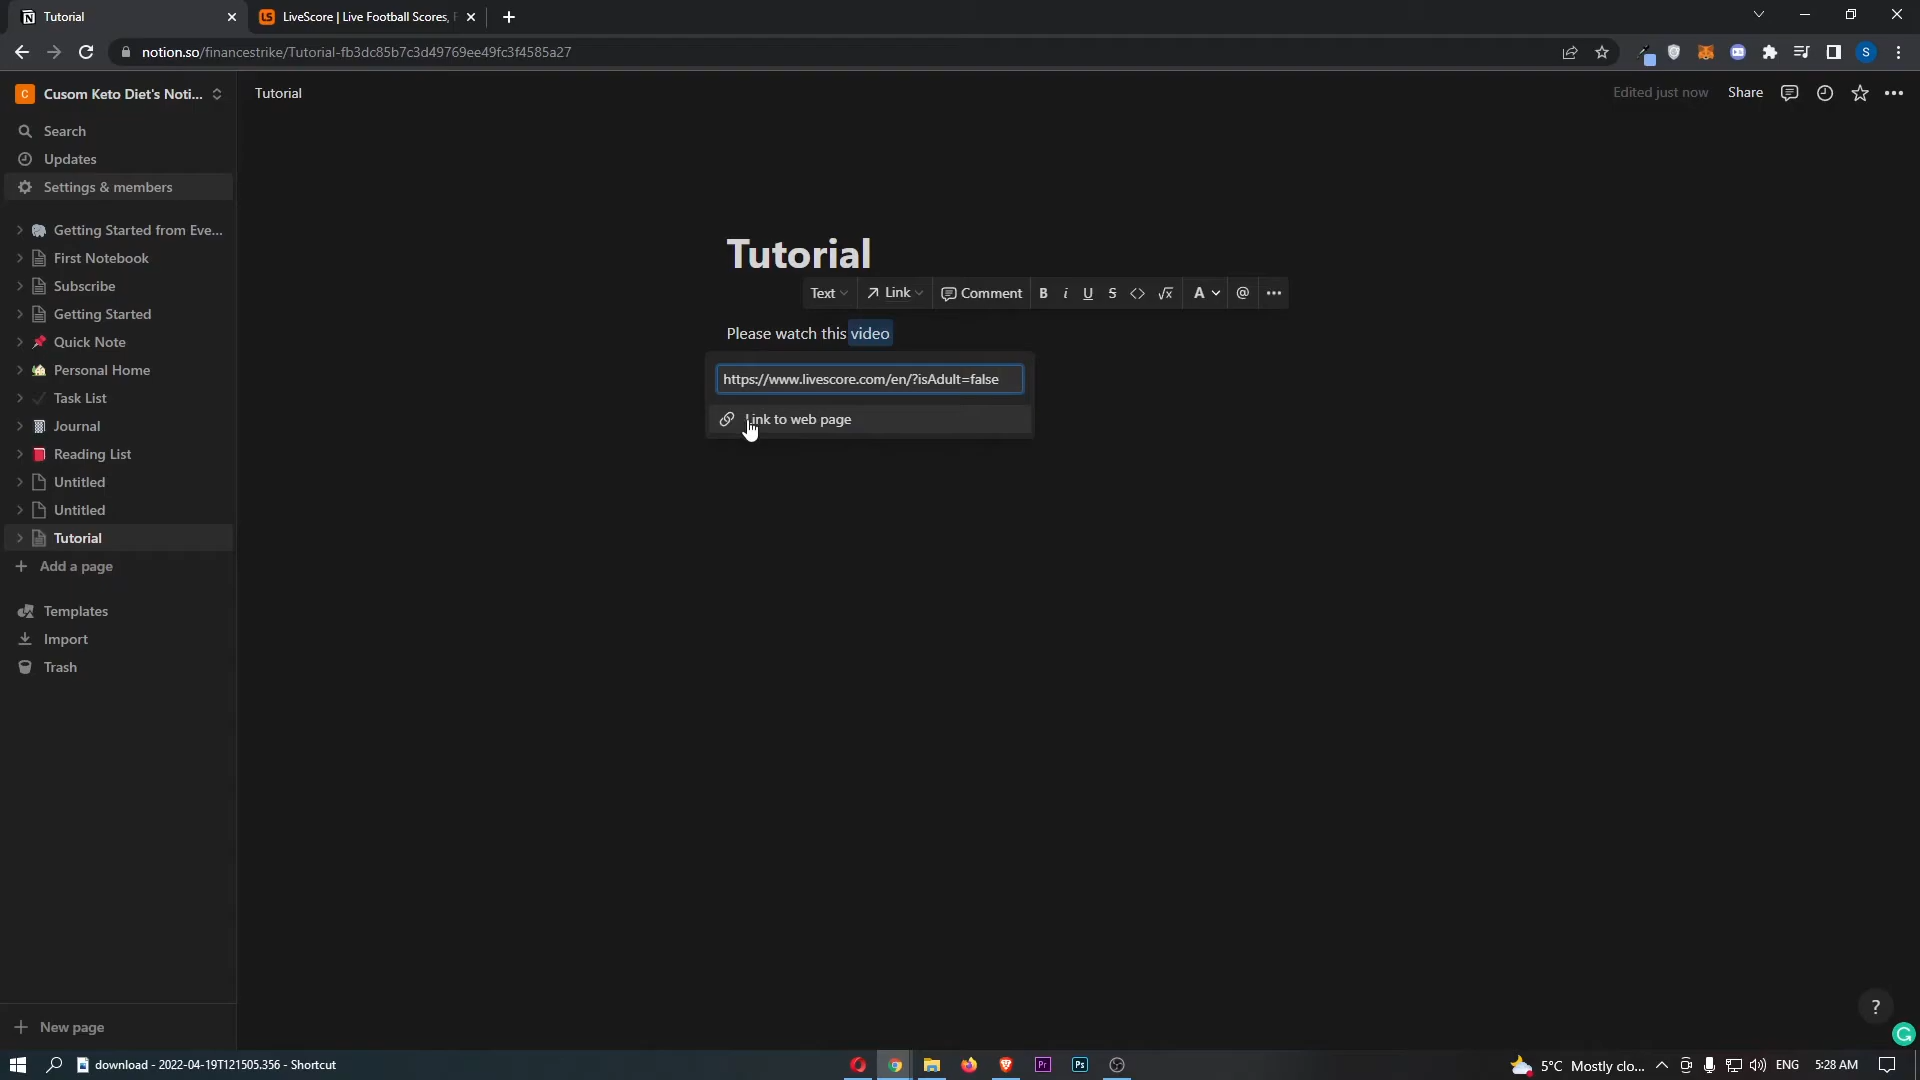 Tutorial
LiveScore | Live Football Scores, F
notion.so/financestrike/Tutorial-fb3dc85b7c3d49769ee49fc3f4585a27
S
C
Cusom Keto Diet's Noti...
Tutorial
Edited just now
Share
Search
Updates
Settings & members
Getting Started from Eve...
First Notebook
Subscribe
Getting Started
Quick Note
Personal Home
Task List
Journal
Reading List
Untitled
Untitled
Tutorial
Add a page
Templates
Import
Trash
New page
Tutorial
Text
Link
Comment
B i U S <> √x A @ •••
Please watch this video
https://www.livescore.com/en/?isAdult=false
Link to web page
?
download - 2022-04-19T121505.356 - Shortcut
Pr
Ps
5°C Mostly clo...
ENG
5:28 AM